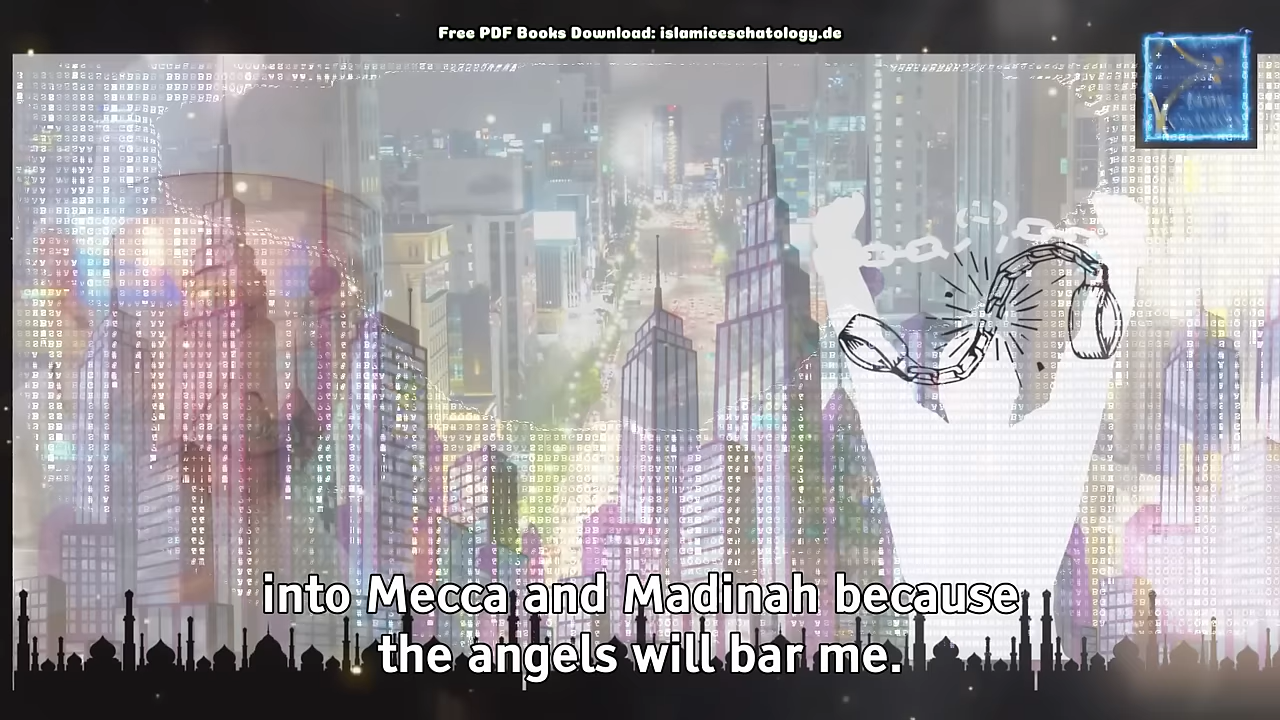 Free PDF Books Download: islamiceschatology.de
into Mecca and Madinah because
the angels will bar me.